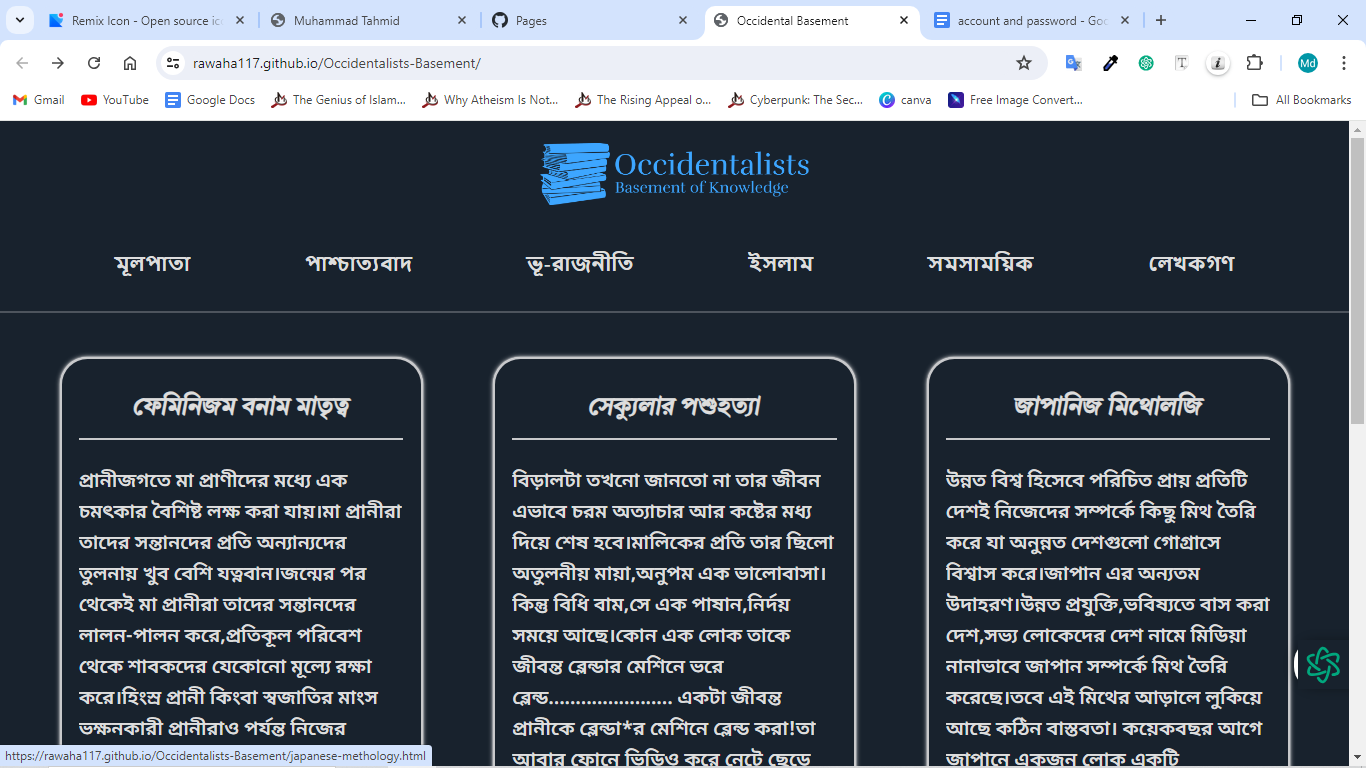 Remix Icon - Open source ic
Muhammad Tahmid
Pages
Occidental Basement
account and password - Goo
rawaha117.github.io/Occidentalists-Basement/
Md
Gmail
YouTube
Google Docs
The Genius of Islam...
Why Atheism Is Not...
The Rising Appeal o...
Cyberpunk: The Sec...
canva
Free Image Convert...
All Bookmarks
Occidentalists
Basement of Knowledge
মূলপাতা
পাশ্চাত্যবাদ
ভূ-রাজনীতি
ইসলাম
সমসাময়িক
লেখকগণ
ফেমিনিজম বনাম মাতৃত্ব
প্রানীজগতে মা প্রাণীদের মধ্যে এক
চমৎকার বৈশিষ্ট লক্ষ করা যায়।মা প্রানীরা
তাদের সন্তানদের প্রতি অন্যান্যদের
তুলনায় খুব বেশি যত্নবান।জন্মের পর
থেকেই মা প্রানীরা তাদের সন্তানদের
লালন-পালন করে,প্রতিকূল পরিবেশ
থেকে শাবকদের যেকোনো মূল্যে রক্ষা
করে।হিংস্র প্রানী কিংবা স্বজাতির মাংস
ভক্ষনকারী প্রানীরাও পর্যন্ত নিজের
সেক্যুলার পশুহত্যা
বিড়ালটা তখনো জানতো না তার জীবন
এভাবে চরম অত্যাচার আর কষ্টের মধ্য
দিয়ে শেষ হবে।মালিকের প্রতি তার ছিলো
অতুলনীয় মায়া,অনুপম এক ভালোবাসা।
কিন্তু বিধি বাম,সে এক পাষান,নির্দয়
সময়ে আছে।কোন এক লোক তাকে
জীবন্ত ব্লেন্ডার মেশিনে ভরে
ব্লেন্ড....................... একটা জীবন্ত
প্রানীকে ব্লেন্ডা*র মেশিনে ব্লেন্ড করা!তা
আবার ফোনে ভিডিও করে নেটে ছেড়ে
জাপানিজ মিথোলজি
উন্নত বিশ্ব হিসেবে পরিচিত প্রায় প্রতিটি
দেশই নিজেদের সম্পর্কে কিছু মিথ তৈরি
করে যা অনুন্নত দেশগুলো গোগ্রাসে
বিশ্বাস করে।জাপান এর অন্যতম
উদাহরণ।উন্নত প্রযুক্তি,ভবিষ্যতে বাস করা
দেশ,সভ্য লোকেদের দেশ নামে মিডিয়া
নানাভাবে জাপান সম্পর্কে মিথ তৈরি
করেছে।তবে এই মিথের আড়ালে লুকিয়ে
আছে কঠিন বাস্তবতা। কয়েকবছর আগে
জাপানে একজন লোক একটি
https://rawaha117.github.io/Occidentalists-Basement/japanese-methology.html